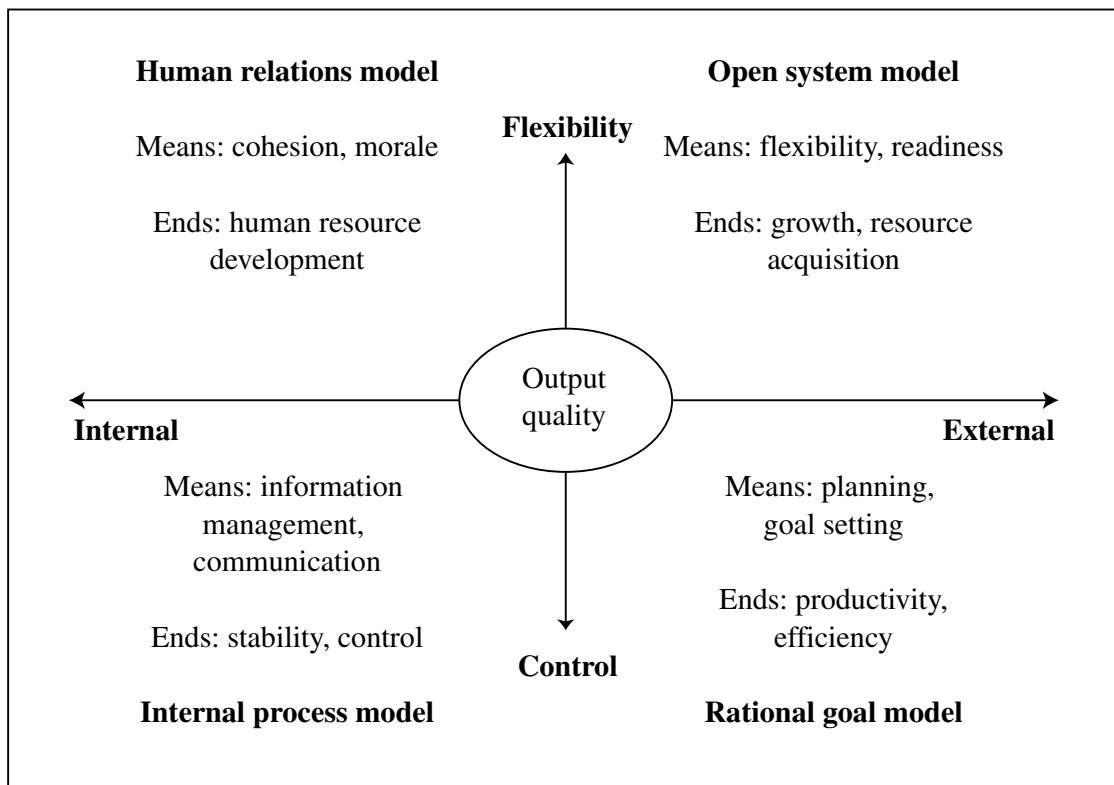 Human relations model
Means: cohesion, morale
Ends: human resource
development
Flexibility
Open system model
Means: flexibility, readiness
Ends: growth, resource
acquisition
Output
quality
Internal
External
Means: information
management,
communication
Ends: stability, control
Internal process model
Control
Means: planning,
goal setting
Ends: productivity,
efficiency
Rational goal model